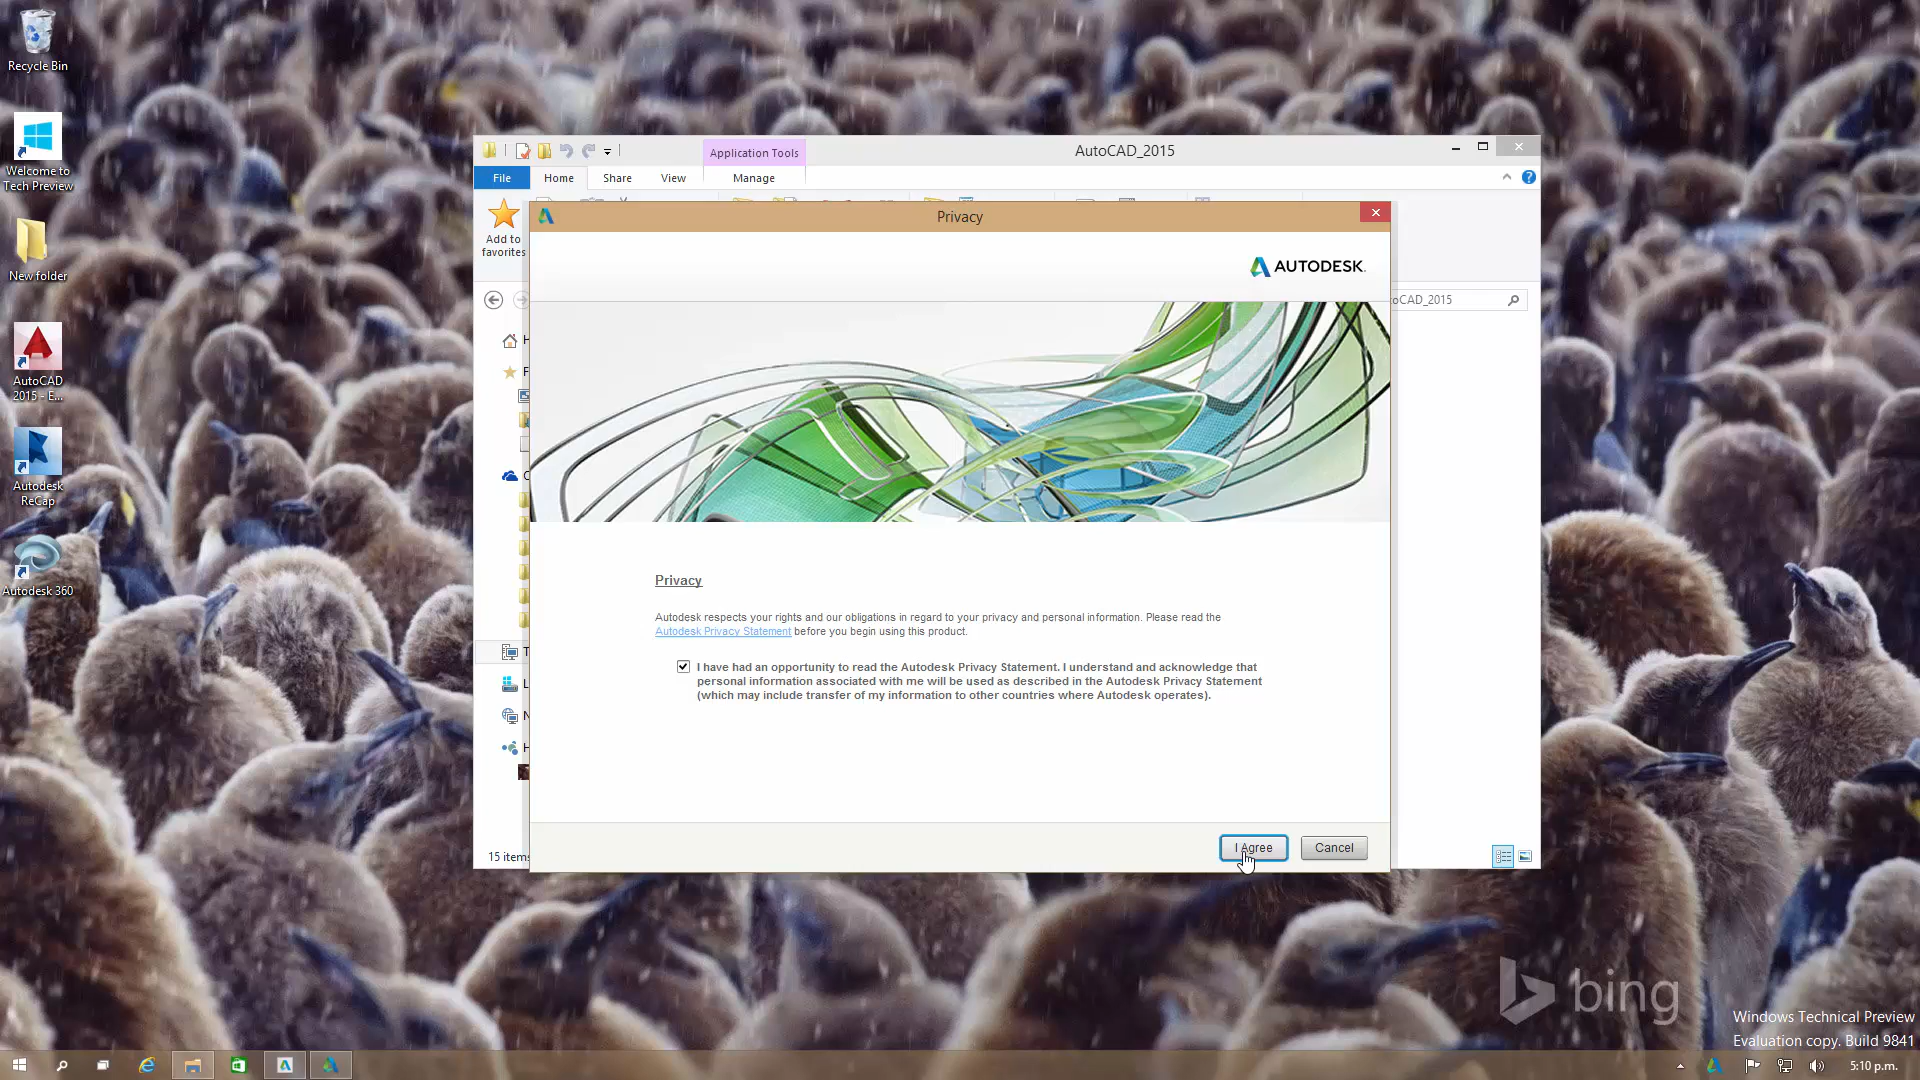 Recycle Bin
Welcome to
Tech Preview
New folder
AutoCAD
2015 - E...
Autodesk
ReCap
Autodesk 360
Application Tools
AutoCAD_2015
File
Home
Share
View
Manage
Add to
favorites
oCAD_2015
15 items
Privacy
AUTODESK.
Privacy
Autodesk respects your rights and our obligations in regard to your privacy and personal information. Please read the
Autodesk Privacy Statement before you begin using this product.
I have had an opportunity to read the Autodesk Privacy Statement. I understand and acknowledge that
personal information associated with me will be used as described in the Autodesk Privacy Statement
(which may include transfer of my information to other countries where Autodesk operates).
I Agree
Cancel
bing
Windows Technical Preview
Evaluation copy. Build 9841
5:10 p.m.